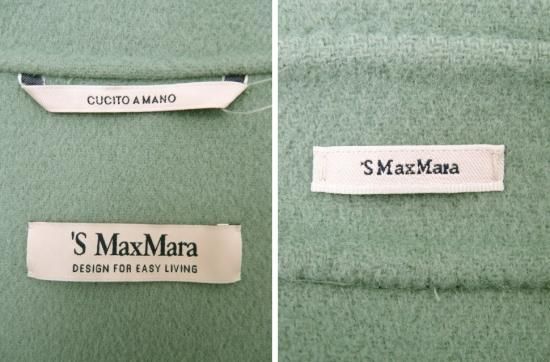 CUCITO A MANO
'S MaxMara
DESIGN FOR EASY LIVING
'S MaxMara